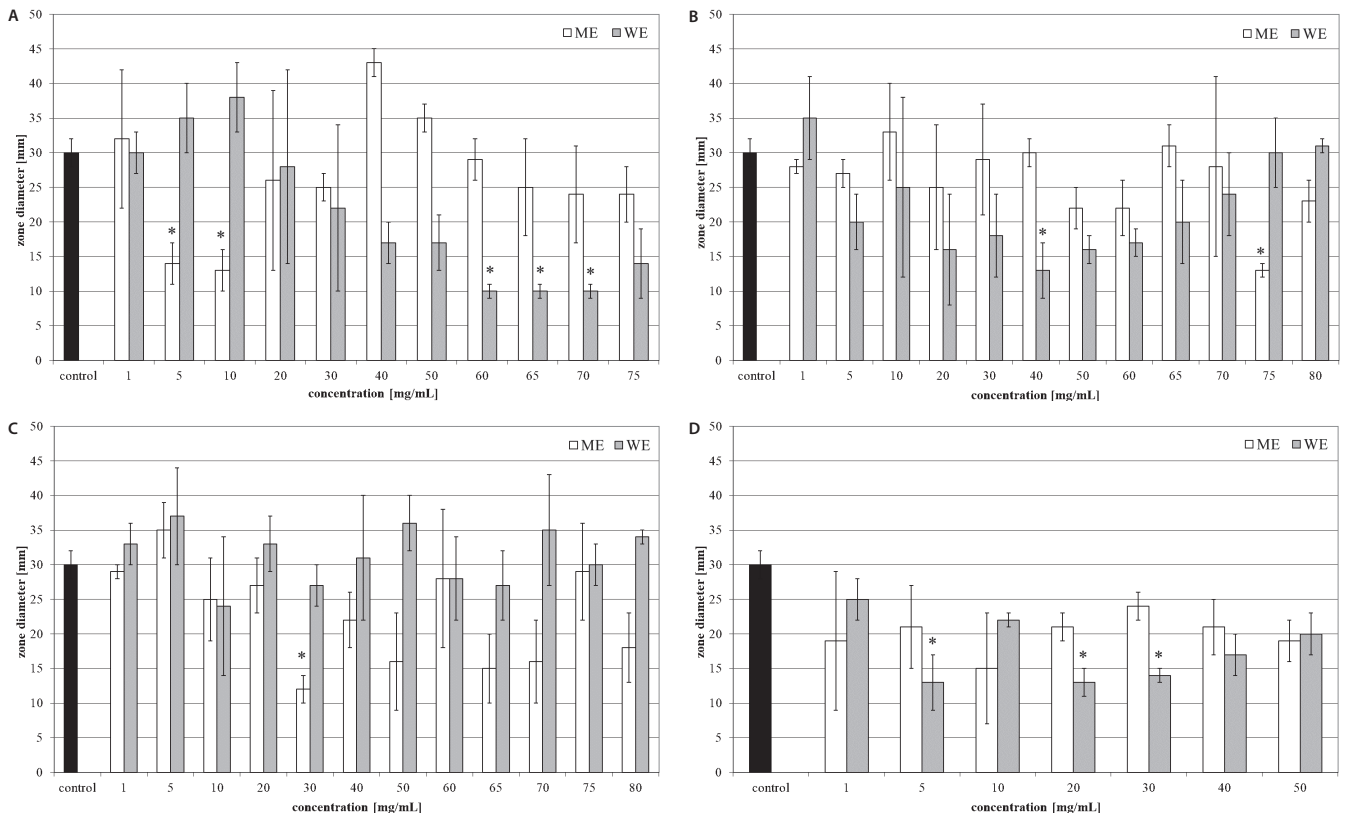 A
ME WE
50
45
40
35
30
25
20
15
10
5
0
zone diameter [mm]
* * * * *
control 1 5 10 20 30 40 50 60 65 70 75
concentration [mg/mL]
B
ME WE
50
45
40
35
30
25
20
15
10
5
0
zone diameter [mm]
* *
control 1 5 10 20 30 40 50 60 65 70 75 80
concentration [mg/mL]
C
ME WE
50
45
40
35
30
25
20
15
10
5
0
zone diameter [mm]
*
control 1 5 10 20 30 40 50 60 65 70 75 80
concentration [mg/mL]
D
ME WE
50
45
40
35
30
25
20
15
10
5
0
zone diameter [mm]
* * *
control 1 5 10 20 30 40 50
concentration [mg/mL]